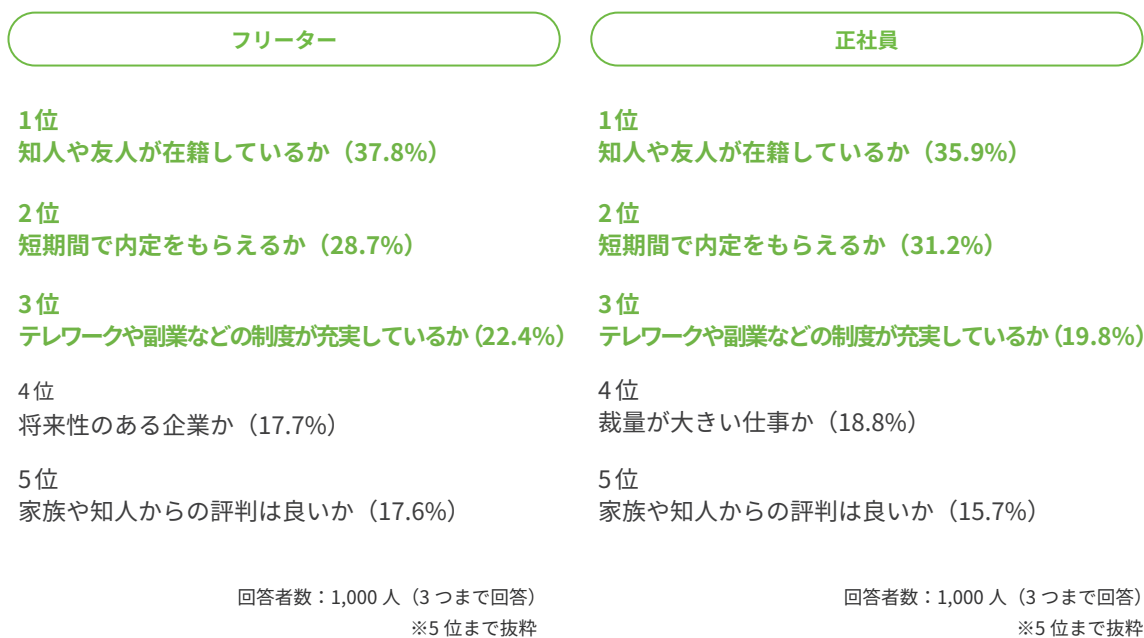 フリーター
1位
知人や友人が在籍しているか（37.8%）
2位
短期間で内定をもらえるか（28.7%）
3位
テレワークや副業などの制度が充実しているか（22.4%）
4位
将来性のある企業か（17.7%）
5位
家族や知人からの評判は良いか（17.6%）
回答者数：1,000 人（3 つまで回答）
※5 位まで抜粋
正社員
1位
知人や友人が在籍しているか（35.9%）
2位
短期間で内定をもらえるか（31.2%）
3位
テレワークや副業などの制度が充実しているか（19.8%）
4位
裁量が大きい仕事か（18.8%）
5位
家族や知人からの評判は良いか（15.7%）
回答者数：1,000 人（3 つまで回答）
※5 位まで抜粋